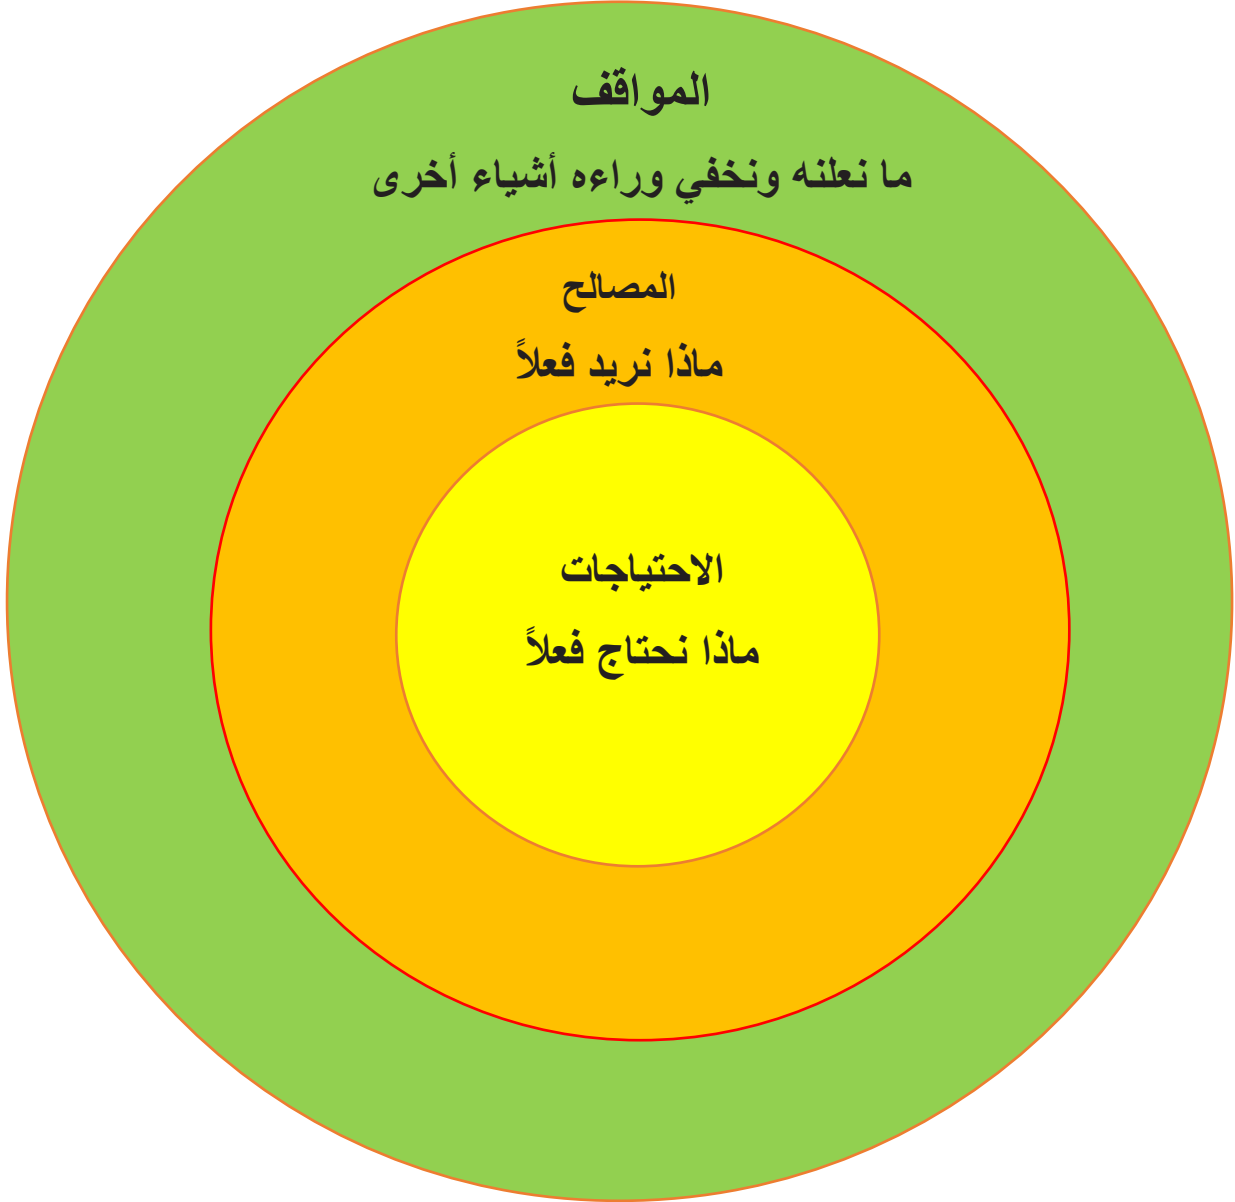 المواقف
ما نعلنه ونخفي وراءه أشياء أخرى
المصالح
ماذا نريد فعلاً
الاحتياجات
ماذا نحتاج فعلاً